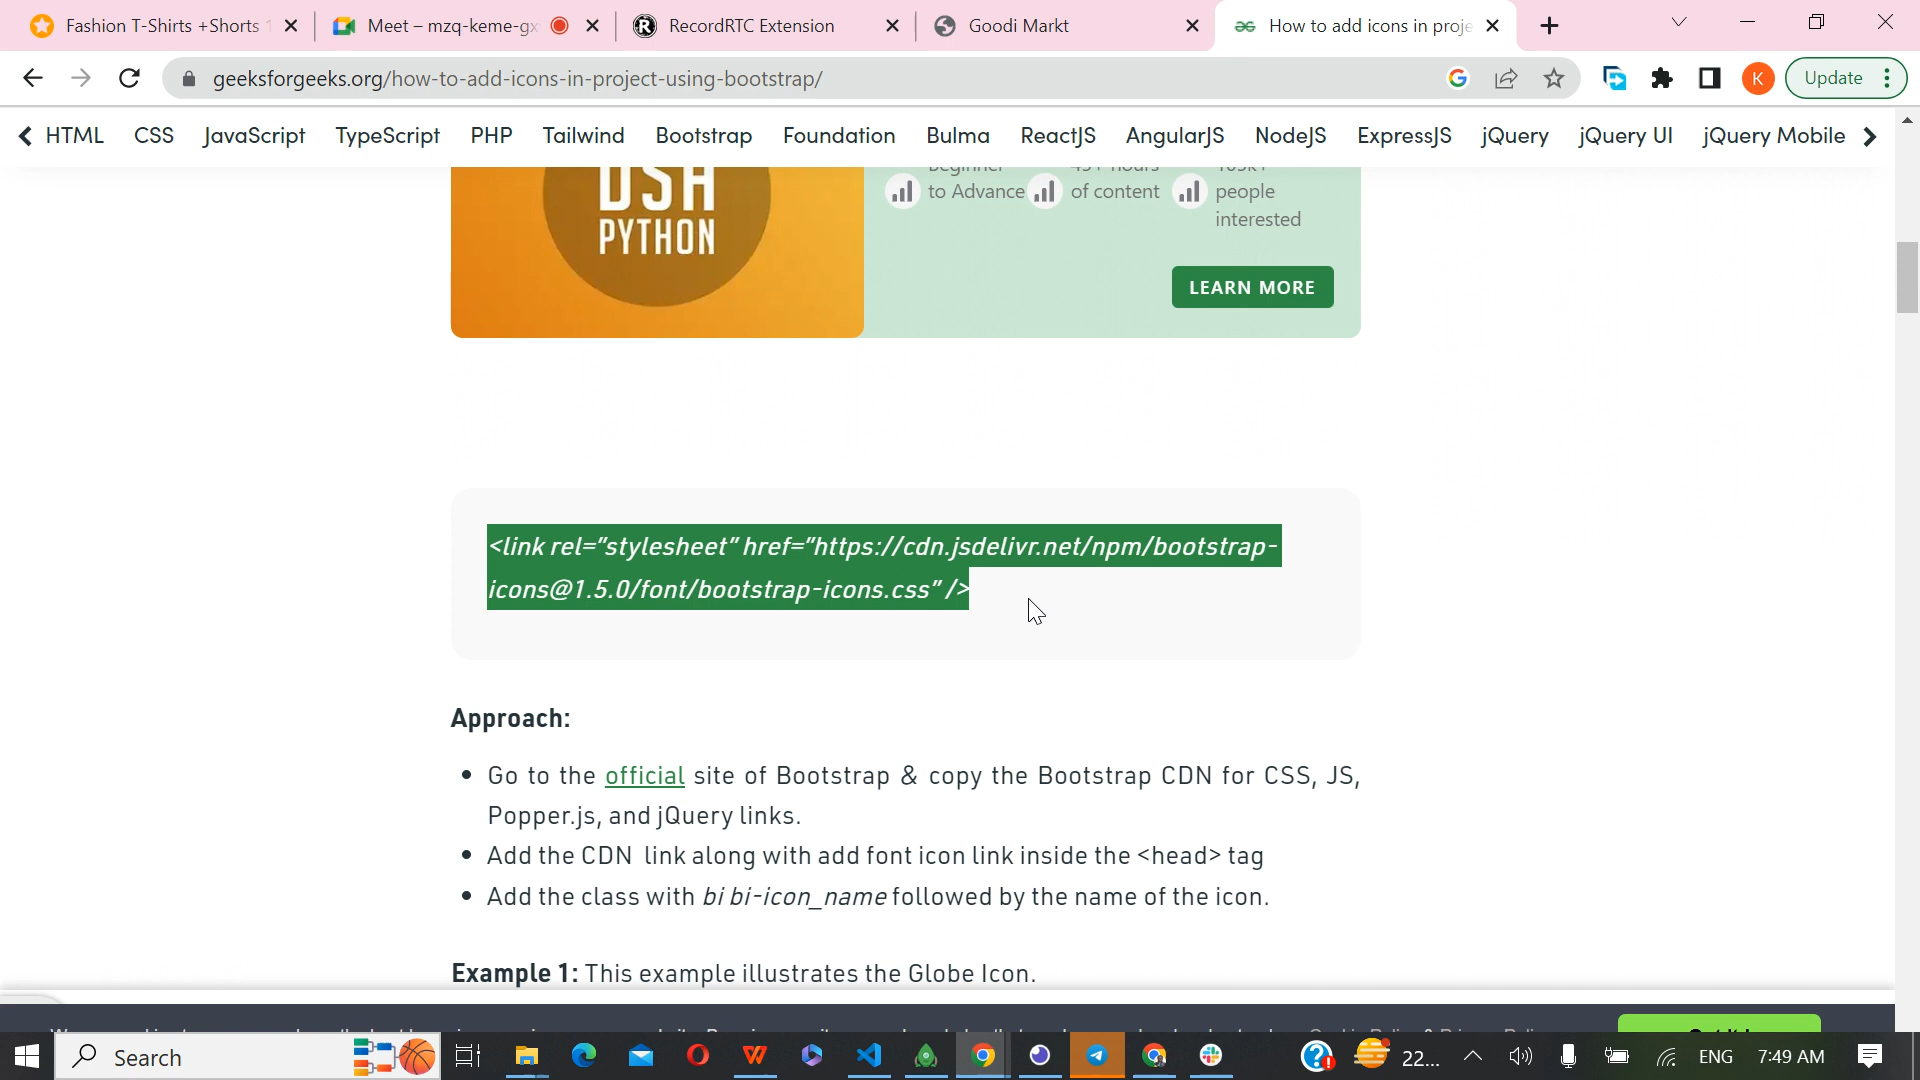 Fashion T-Shirts +Shorts
Meet – mzq-keme-gx
RecordRTC Extension
Goodi Markt
How to add icons in proje
geeksforgeeks.org/how-to-add-icons-in-project-using-bootstrap/
K
Update
HTML CSS JavaScript TypeScript PHP Tailwind Bootstrap Foundation Bulma ReactJS AngularJS NodeJS ExpressJS jQuery jQuery UI jQuery Mobile
DSA
PYTHON
Beginner
to Advance
of content
people
interested
LEARN MORE
<link rel=”stylesheet” href=”https://cdn.jsdelivr.net/npm/bootstrap-
icons@1.5.0/font/bootstrap-icons.css” />
Approach:
Go to the official site of Bootstrap & copy the Bootstrap CDN for CSS, JS,
Popper.js, and jQuery links.
Add the CDN link along with add font icon link inside the <head> tag
Add the class with bi bi-icon_name followed by the name of the icon.
Example 1: This example illustrates the Globe Icon.
Search
22...
ENG
7:49 AM